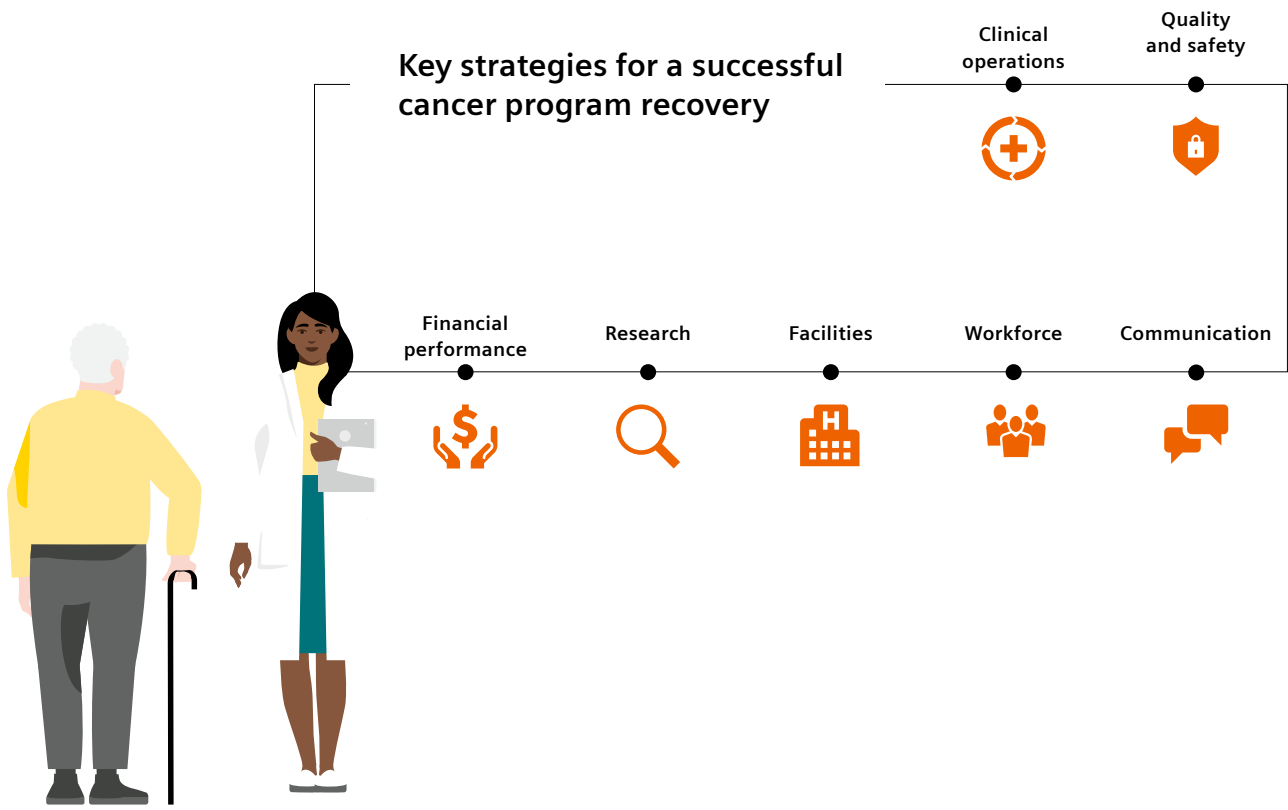 Key strategies for a successful
cancer program recovery
Clinical
operations
Quality
and safety
Financial
performance
Research
Facilities
Workforce
Communication
$
H